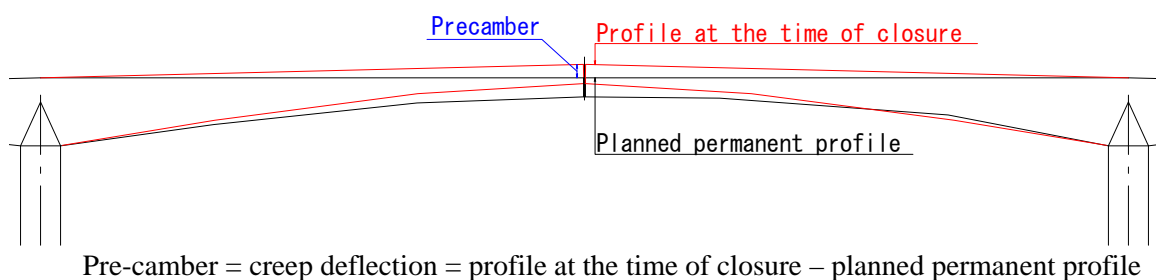 Precamber
Profile at the time of closure
Planned permanent profile
Pre-camber = creep deflection = profile at the time of closure – planned permanent profile